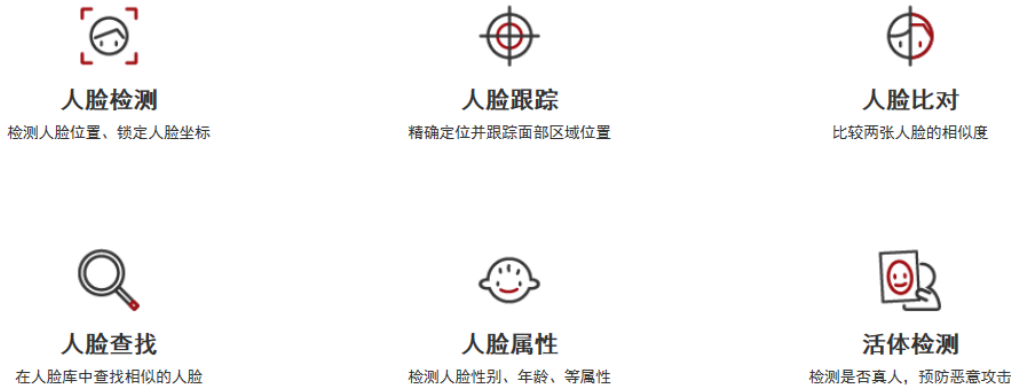 人脸检测
检测人脸位置、锁定人脸坐标
人脸跟踪
精确定位并跟踪面部区域位置
人脸比对
比较两张人脸的相似度
人脸查找
在人脸库中查找相似的人脸
人脸属性
检测人脸性别、年龄、等属性
活体检测
检测是否真人，预防恶意攻击